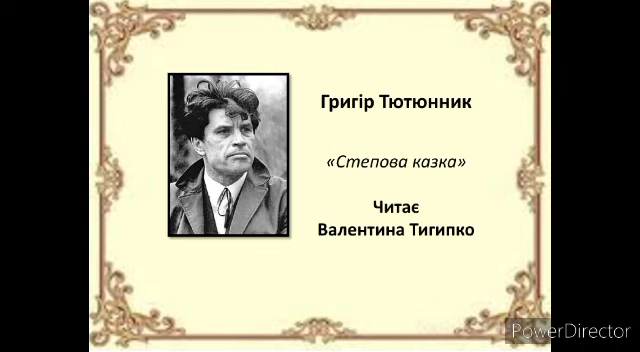 Григір Тютюнник
«Степова казка»
Читає
Валентина Тигипко
PowerDirector